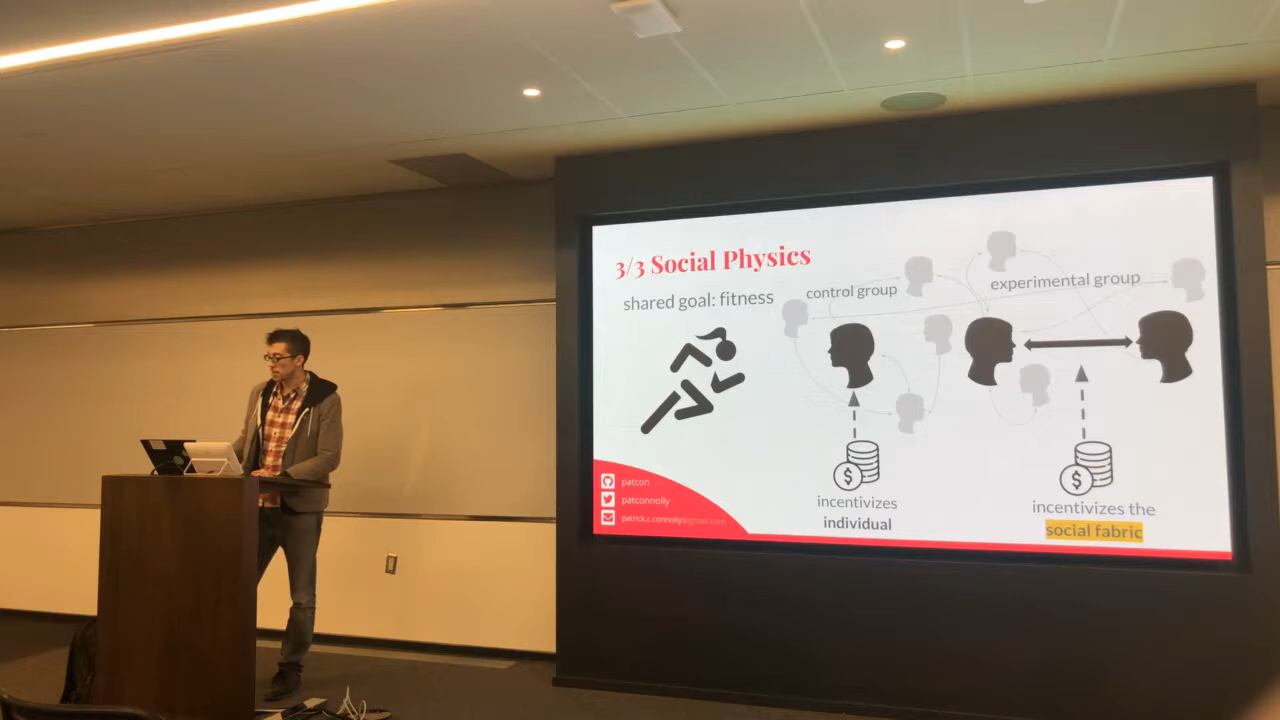 3/3 Social Physics
shared goal: fitness
control group
experimental group
$
incentivizes
individual
$
incentivizes the
social fabric
patcon
patconnolly
patrick.c.connolly@gmail.com